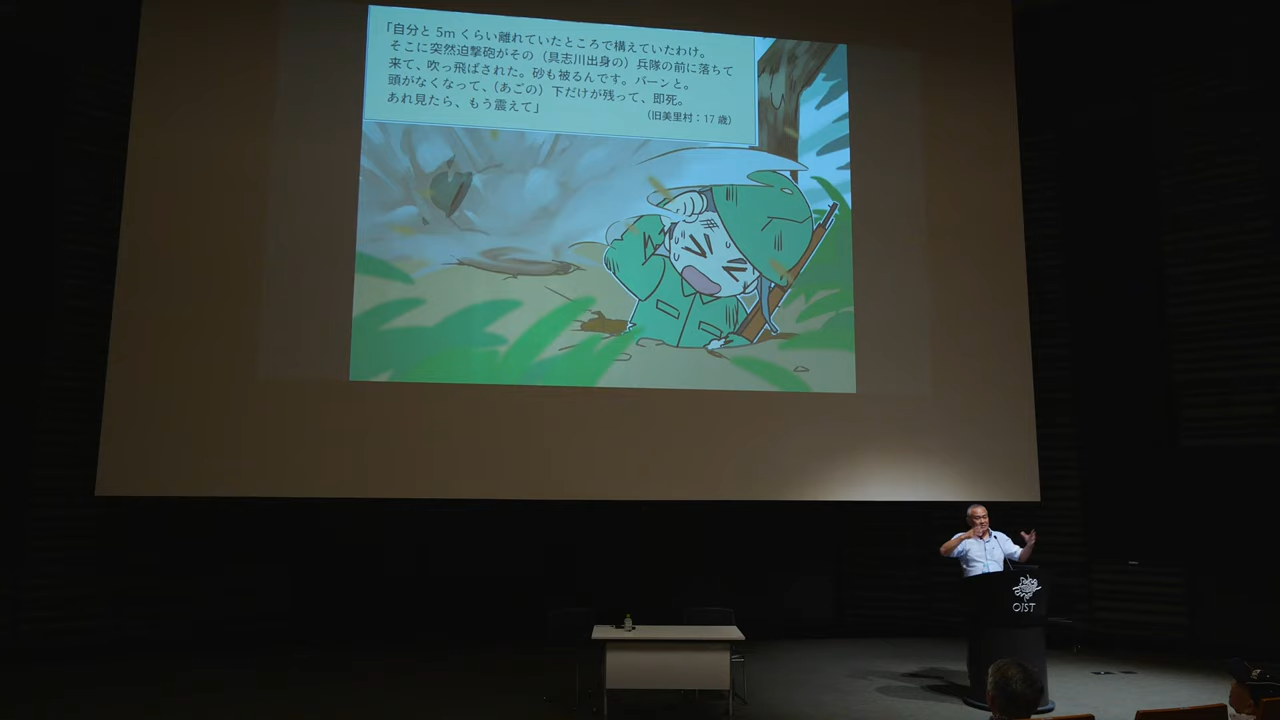 「自分と 5m くらい離れていたところで構えていたわけ。
そこに突然迫撃砲がその（具志川出身の）兵隊の前に落ちて
来て、吹っ飛ばされた。砂も被るんです。バーンと。
頭がなくなって、（あごの）下だけが残って、即死。
あれ見たら、もう震えて」
（旧美里村：17 歳）
OIST